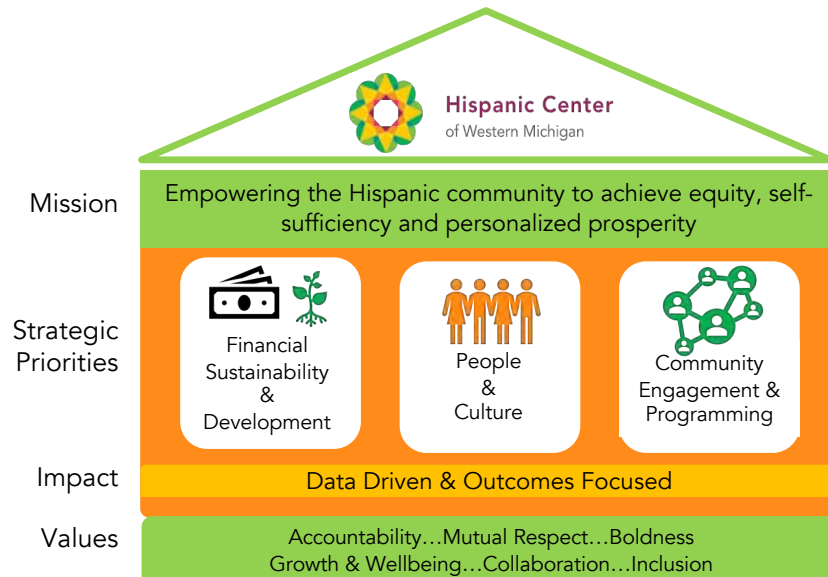 Hispanic Center
of Western Michigan
Mission
Empowering the Hispanic community to achieve equity, self-
sufficiency and personalized prosperity
Strategic
Priorities
Financial
Sustainability
&
Development
People
&
Culture
Community
Engagement &
Programming
Impact
Data Driven & Outcomes Focused
Values
Accountability…Mutual Respect…Boldness
Growth & Wellbeing…Collaboration…Inclusion